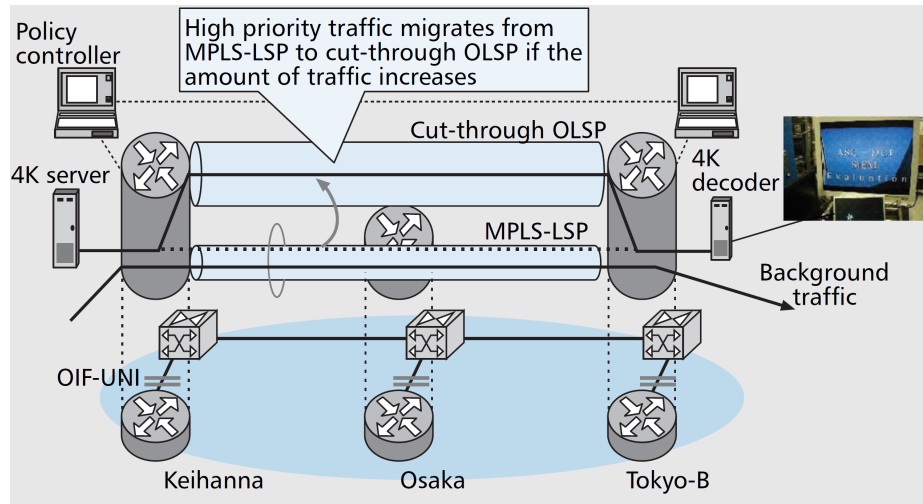 Policy
controller
High priority traffic migrates from
MPLS-LSP to cut-through OLSP if the
amount of traffic increases
Cut-through OLSP
4K server
4K
decoder
MPLS-LSP
Background
traffic
OIF-UNI
Keihanna
Osaka
Tokyo-B
Evaluation